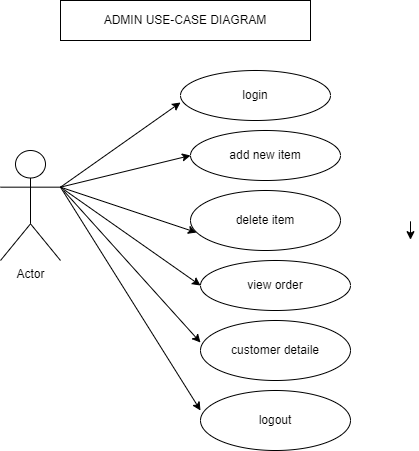 ADMIN USE-CASE DIAGRAM
login
add new item
delete item
Actor
view order
customer detaile
logout